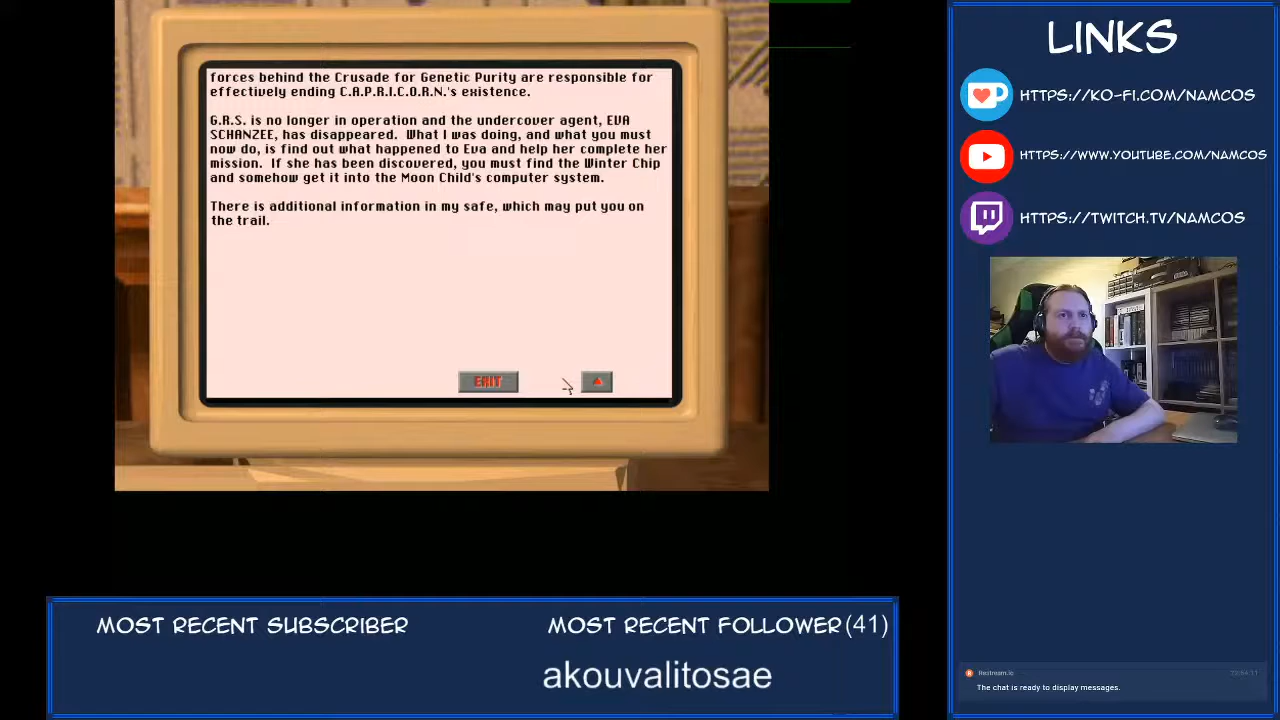 forces behind the Crusade for Genetic Purity are responsible for
effectively ending C.A.P.R.I.C.O.R.N.'s existence.
G.R.S. is no longer in operation and the undercover agent, EVA
SCHANZEE, has disappeared. What I was doing, and what you must
now do, is find out what happened to Eva and help her complete her
mission. If she has been discovered, you must find the Winter Chip
and somehow get it into the Moon Child's computer system.
There is additional information in my safe, which may put you on
the trail.
EXIT
LINKS
HTTPS://KO-FI.COM/NAMCOS
HTTPS://WWW.YOUTUBE.COM/NAMCOS
HTTPS://TWITCH.TV/NAMCOS
MOST RECENT SUBSCRIBER
MOST RECENT FOLLOWER (41)
akouvalitosae
Restream.io
The chat is ready to display messages.